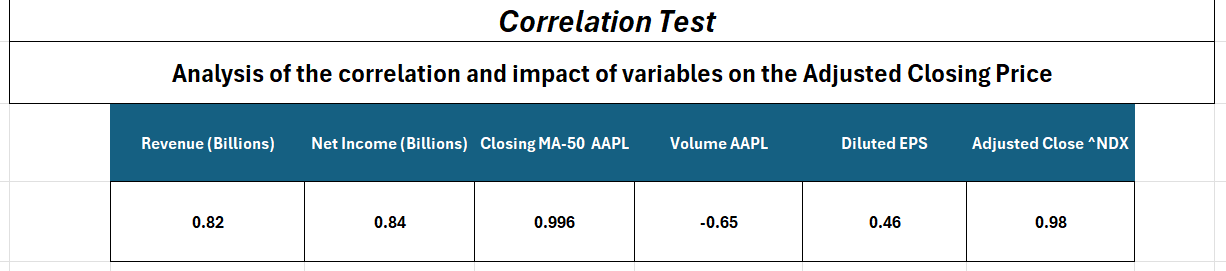 Correlation Test
Analysis of the correlation and impact of variables on the Adjusted Closing Price
Revenue (Billions) Net Income (Billions) Closing MA-50 AAPL Volume AAPL Diluted EPS Adjusted Close ^NDX
0.82 0.84 0.996 -0.65 0.46 0.98